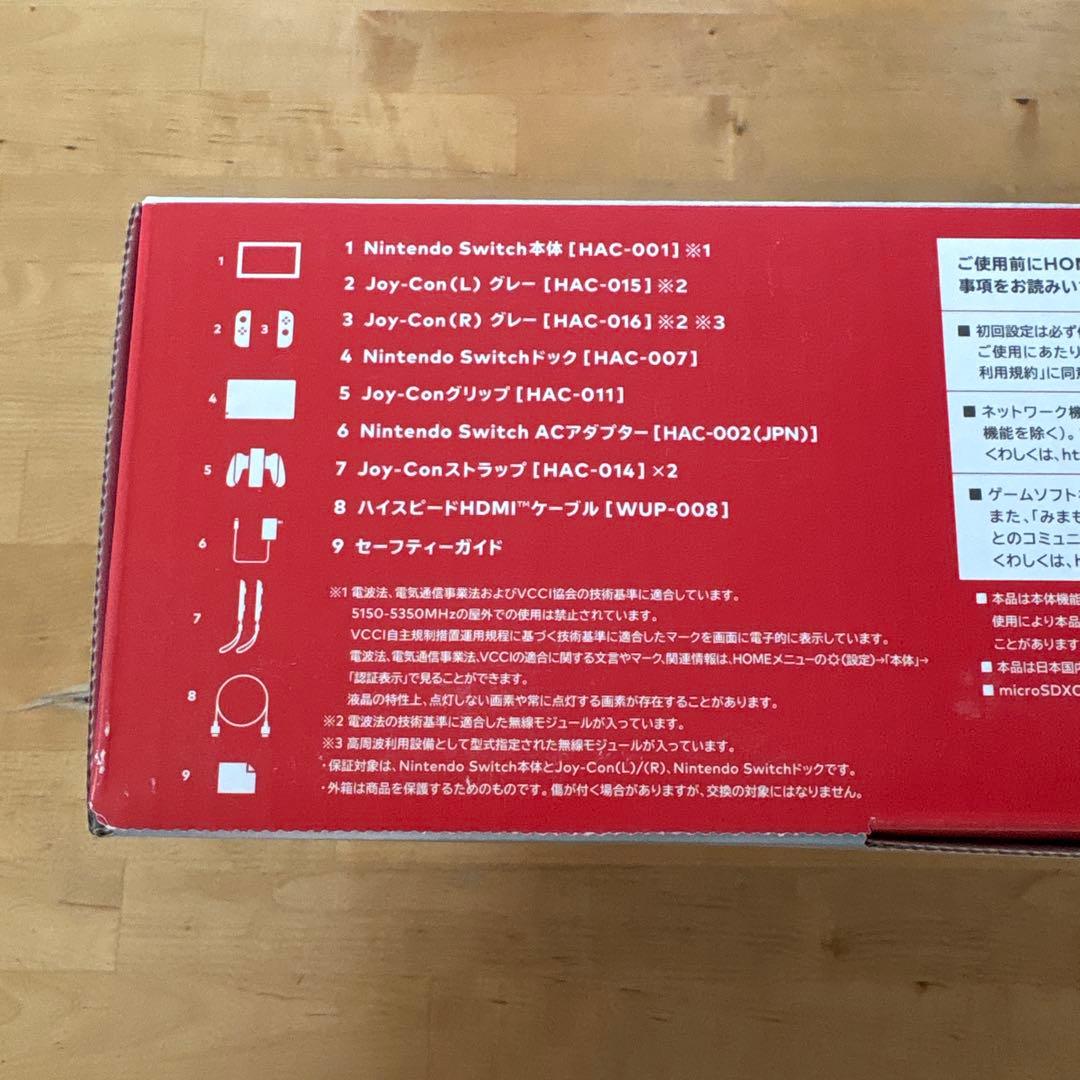 1 Nintendo Switch本体[HAC-001]※1
2 Joy-Con(L) グレー[HAC-015]※2
3 Joy-Con(R) グレー[HAC-016]※2 ※3
4 Nintendo Switchドック[HAC-007]
5 Joy-Conグリップ[HAC-011]
6 Nintendo Switch ACアダプター[HAC-002(JPN)]
7 Joy-Conストラップ[HAC-014]×2
8 ハイスピードHDMI™ケーブル[WUP-008]
9 セーフティーガイド
※1 電波法、電気通信事業法およびVCCI協会の技術基準に適合しています。
5150-5350MHzの屋外での使用は禁止されています。
VCCI自主規制措置運用規程に基づく技術基準に適合したマークを画面に電子的に表示しています。
電波法、電気通信事業法、VCCIの適合に関する文言やマーク、関連情報は、HOMEメニューの(設定)→「本体」→
「認証表示」で見ることができます。
液晶の特性上、点灯しない画素や常に点灯する画素が存在することがあります。
※2 電波法の技術基準に適合した無線モジュールが入っています。
※3 高周波利用設備として型式指定された無線モジュールが入っています。
・保証対象は、Nintendo Switch本体とJoy-Con(L)/(R)、Nintendo Switchドックです。
・外箱は商品を保護するためのものです。傷が付く場合がありますが、交換の対象にはなりません。
1
2
3
4
5
6
7
8
9
ご使用前にHO
事項をお読みい
■ 初回設定は必ず
ご使用にあたり
利用規約」に同
■ ネットワーク機
機能を除く)。
くわしくは、ht
■ ゲームソフト
また、「みまも
とのコミュニ
くわしくは、h
■ 本品は本体機能
使用により本品
ことがあります
■ 本品は日本国内
■ microSDXC